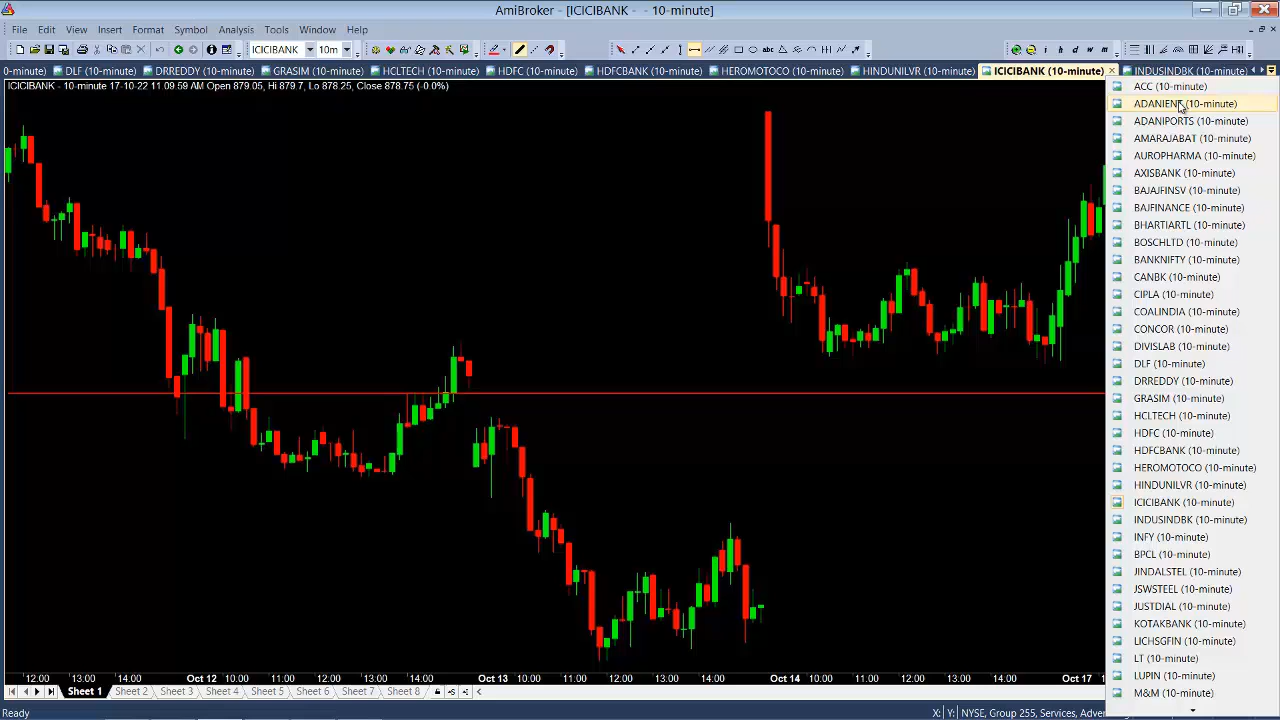 AmiBroker - [ICICIBANK - - 10-minute]
File Edit View Insert Format Symbol Analysis Tools Window Help
ICICIBANK 10m abc i h d w m
0-minute) DLF (10-minute) DRREDDY (10-minute) GRASIM (10-minute) HCLTECH (10-minute) HDFC (10-minute) HDFCBANK (10-minute) HEROMOTOCO (10-minute) HINDUNILVR (10-minute) ICICIBANK (10-minute) INDUSINDBK (10-minute)
ICICIBANK - 10-minute 17-10-22 11:09:59 AM Open 879.05, Hi 879.7, Lo 878.25, Close 878.7 (-0.0%)
ACC (10-minute)
ADANIENT (10-minute)
ADANIPORTS (10-minute)
AMARAJABAT (10-minute)
AUROPHARMA (10-minute)
AXISBANK (10-minute)
BAJAJFINSV (10-minute)
BAJFINANCE (10-minute)
BHARTIARTL (10-minute)
BOSCHLTD (10-minute)
BANKNIFTY (10-minute)
CANBK (10-minute)
CIPLA (10-minute)
COALINDIA (10-minute)
CONCOR (10-minute)
DIVISLAB (10-minute)
DLF (10-minute)
DRREDDY (10-minute)
GRASIM (10-minute)
HCLTECH (10-minute)
HDFC (10-minute)
HDFCBANK (10-minute)
HEROMOTOCO (10-minute)
HINDUNILVR (10-minute)
ICICIBANK (10-minute)
INDUSINDBK (10-minute)
INFY (10-minute)
BPCL (10-minute)
JINDALSTEL (10-minute)
JSWSTEEL (10-minute)
JUSTDIAL (10-minute)
KOTAKBANK (10-minute)
LICHSGFIN (10-minute)
LT (10-minute)
LUPIN (10-minute)
M&M (10-minute)
12:00 13:00 14:00 Oct 12 10:00 11:00 12:00 13:00 14:00 Oct 13 10:00 11:00 12:00 13:00 14:00 Oct 14 10:00 11:00 12:00 13:00 14:00 Oct 17
Sheet 1 Sheet 2 Sheet 3 Sheet 4 Sheet 5 Sheet 6 Sheet 7 Sheet 8
Ready X: Y: NYSE, Group 255, Services, Adver